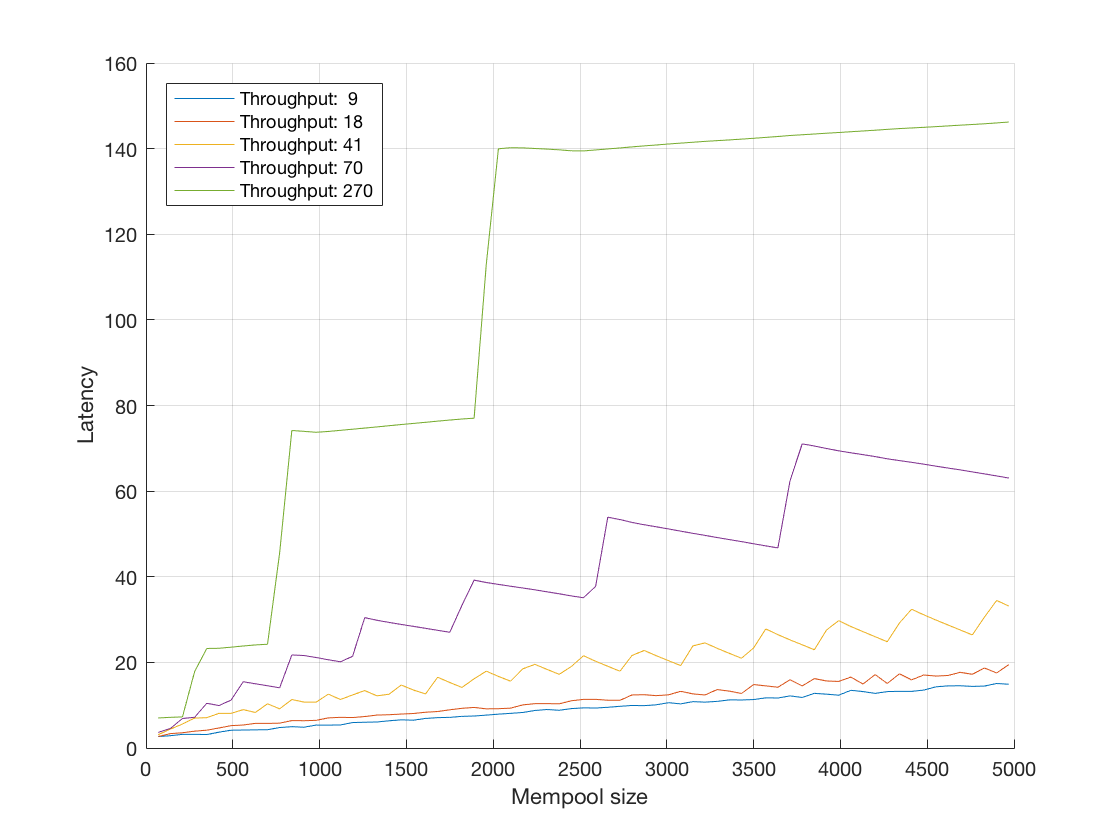 160
140
120
100
80
60
40
20
0
Latency
Throughput:  9
Throughput: 18
Throughput: 41
Throughput: 70
Throughput: 270
0 500 1000 1500 2000 2500 3000 3500 4000 4500 5000
Mempool size